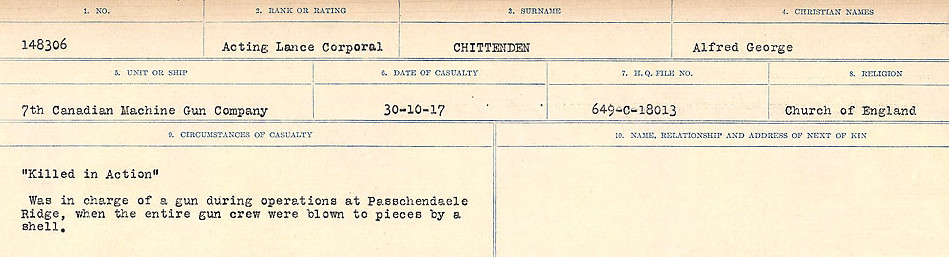 1. NO. 2. RANK OR RATING 3. SURNAME 4. CHRISTIAN NAMES
148306 Acting Lance Corporal CHITTENDEN Alfred George
5. UNIT OR SHIP 6. DATE OF CASUALTY 7. H. Q. FILE NO. 8. RELIGION
7th Canadian Machine Gun Company 30-10-17 649-C-18013 Church of England
9. CIRCUMSTANCES OF CASUALTY 10. NAME, RELATIONSHIP AND ADDRESS OF NEXT OF KIN
"Killed in Action"
Was in charge of a gun during operations at Passchendaele
Ridge, when the entire gun crew were blown to pieces by a
shell.